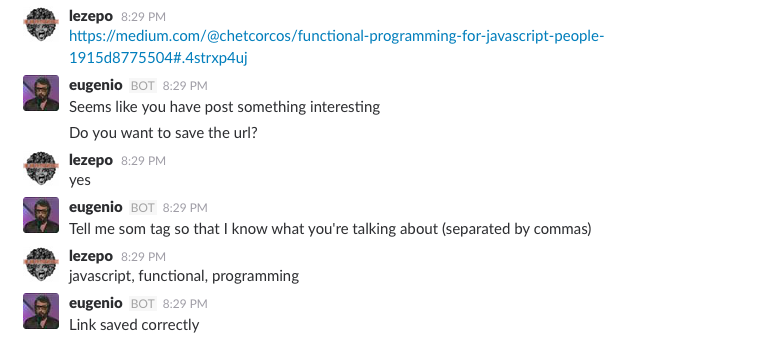 lezepo 8:29 PM
https://medium.com/@chetcorcos/functional-programming-for-javascript-people-
1915d8775504#.4strxp4uj
eugenio BOT 8:29 PM
Seems like you have post something interesting
Do you want to save the url?
lezepo 8:29 PM
yes
eugenio BOT 8:29 PM
Tell me som tag so that I know what you're talking about (separated by commas)
lezepo 8:29 PM
javascript, functional, programming
eugenio BOT 8:29 PM
Link saved correctly